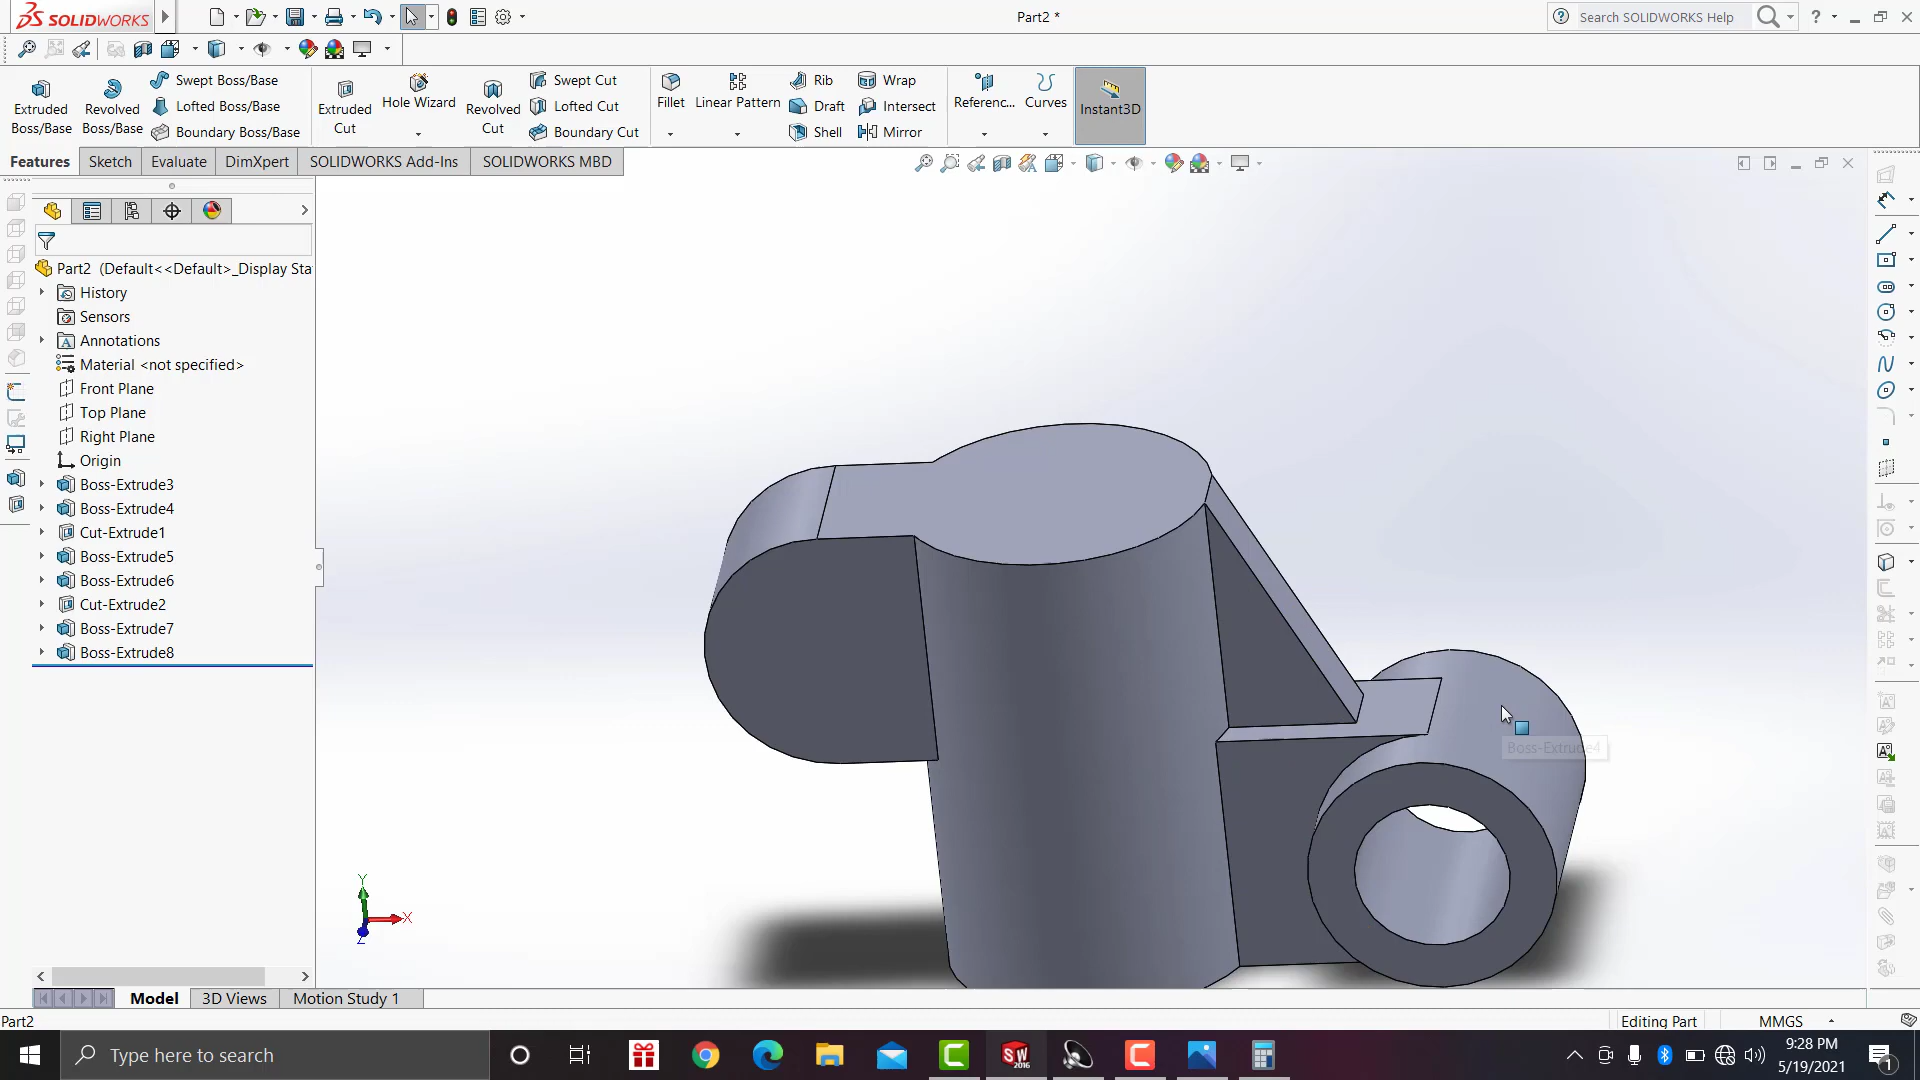 SOLIDWORKS
Part2 *
Search SOLIDWORKS Help
Extruded Boss/Base
Revolved Boss/Base
Swept Boss/Base
Lofted Boss/Base
Boundary Boss/Base
Extruded Cut
Hole Wizard
Revolved Cut
Swept Cut
Lofted Cut
Boundary Cut
Fillet
Linear Pattern
Rib
Draft
Shell
Wrap
Intersect
Mirror
Referenc...
Curves
Instant3D
Features
Sketch
Evaluate
DimXpert
SOLIDWORKS Add-Ins
SOLIDWORKS MBD
Part2 (Default<<Default>_Display Sta
History
Sensors
Annotations
Material <not specified>
Front Plane
Top Plane
Right Plane
Origin
Boss-Extrude3
Boss-Extrude4
Cut-Extrude1
Boss-Extrude5
Boss-Extrude6
Cut-Extrude2
Boss-Extrude7
Boss-Extrude8
Boss-Extrude4
Y
X
Z
Model
3D Views
Motion Study 1
Part2
Editing Part
MMGS
Type here to search
SW
2016
9:28 PM
5/19/2021
1